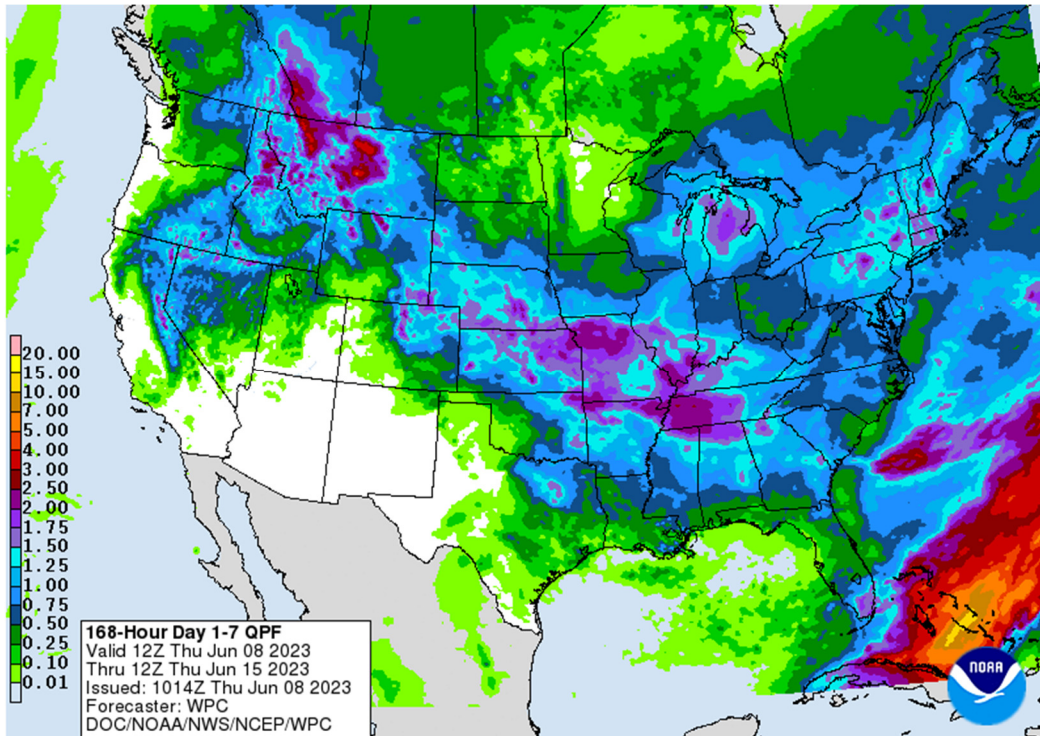 20.00
15.00
10.00
7.00
5.00
4.00
3.00
2.50
2.00
1.75
1.50
1.25
1.00
0.75
0.50
0.25
0.10
0.01
168-Hour Day 1-7 QPF
Valid 12Z Thu Jun 08 2023
Thru 12Z Thu Jun 15 2023
Issued: 1014Z Thu Jun 08 2023
Forecaster: WPC
DOC/NOAA/NWS/NCEP/WPC
NOAA